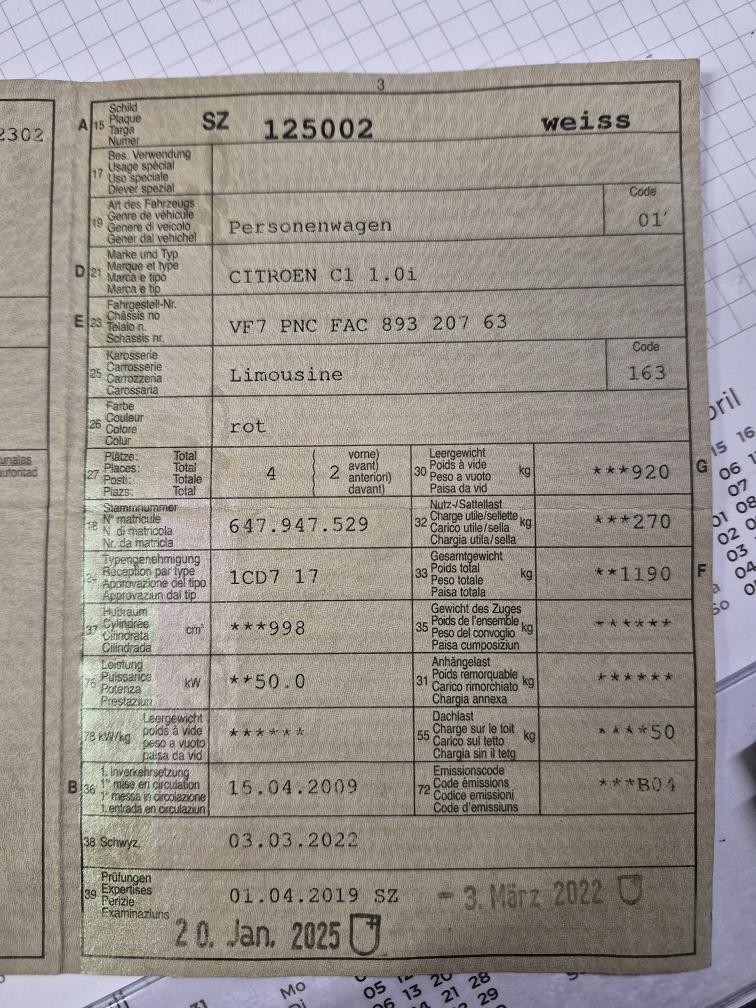 3
2302
A 15 Schild SZ 125002 weiss
Plaque
Targa
Numer
17 Bes. Verwendung
Usage spécial
Uso speciale
Diever spezial
19 Art des Fahrzeugs Code
Genre de véhicule Personenwagen 01'
Genere di veicolo
Gener dal vehichel
D 21 Marke und Typ
Marque et type CITROEN C1 1.0i
Marca e tipo
Marca e tip
E 23 Fahrgestell-Nr.
Châssis no VF7 PNC FAC 893 207 63
Telaio n.
Schassis nr.
25 Karosserie Code
Carrosserie Limousine 163
Carrozzeria
Carossaria
26 Farbe
Couleur rot
Colore
Colur
27 Plätze: Total 4 2 vorne) 30 Leergewicht kg ***920 G
Places: Total avant) Poids à vide
Posti: Totale anteriori) Peso a vuoto
Plazs: Total davant) Paisa da vid
18 Stammnummer 647.947.529 32 Nutz-/Sattellast kg ***270
N° matricule Charge utile/sellette
N° di matricola Carico utile/sella
Nr. da matricla Chargia utila/sella
24 Typengenehmigung 1CD7 17 33 Gesamtgewicht kg **1190 F
Réception par type Poids total
Approvazione del tipo Peso totale
Approvaziun dal tip Paisa totala
37 Hubraum cm³ ***998 35 Gewicht des Zuges kg ******
Cylindrée Poids de l'ensemble
Cilindrata Peso del convoglio
Cilindrada Paisa cumposiziun
76 Leistung kW **50.0 31 Anhängelast kg ******
Puissance Poids remorquable
Potenza Carico rimorchiato
Prestaziun Chargia annexa
78 kW/kg Leergewicht ****** 55 Dachlast kg ****50
poids à vide Charge sur le toit
peso a vuoto Carico sul tetto
paisa da vid Chargia sin il tetg
B 36 1. Inverkehrsetzung 15.04.2009 72 Emissionscode ***B04
1re mise en circulation Code émissions
1a messa in circolazione Codice emissioni
1. entrada en circulaziun Code d'emissiuns
38 Schwyz, 03.03.2022
39 Prüfungen
Expertises 01.04.2019 SZ - 3. März 2022
Perizie
Examinaziuns
20. Jan. 2025
Mo